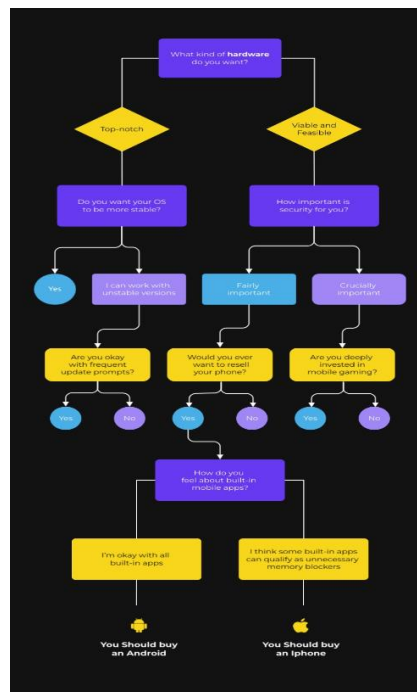 What kind of hardware
do you want?
Top-notch
Viable and
Feasible
Do you want your OS
to be more stable?
How important is
security for you?
Yes
I can work with
unstable versions
Fairly
important
Crucially
important
Are you okay
with frequent
update prompts?
Would you ever
want to resell
your phone?
Are you deeply
invested in
mobile gaming?
Yes
No
Yes
No
Yes
No
How do you
feel about built-in
mobile apps?
I'm okay with all
built-in apps
I think some built-in apps
can qualify as unnecessary
memory blockers
You Should buy
an Android
You Should buy
an Iphone